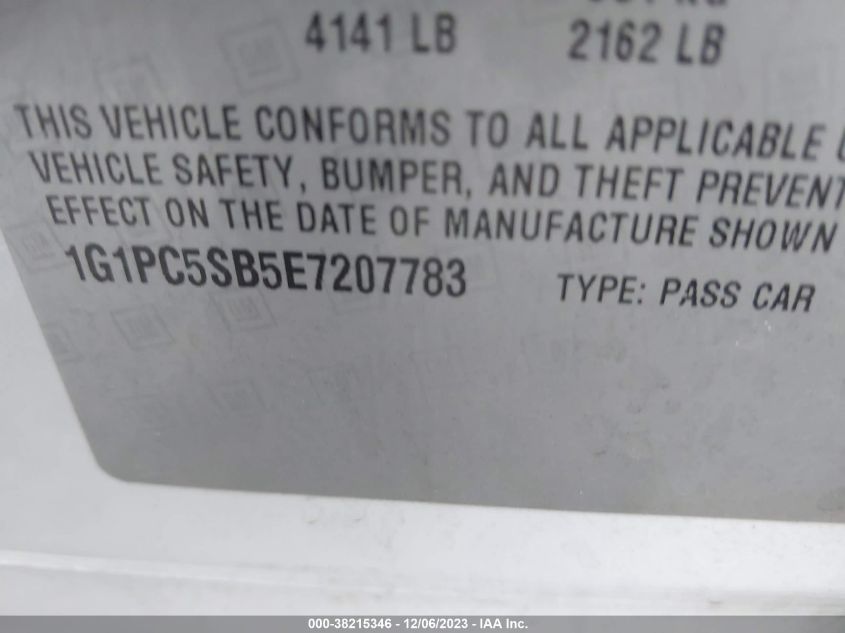 4141 LB 2162 LB
THIS VEHICLE CONFORMS TO ALL APPLICABLE
VEHICLE SAFETY, BUMPER, AND THEFT PREVENT
EFFECT ON THE DATE OF MANUFACTURE SHOWN
1G1PC5SB5E7207783 TYPE: PASS CAR
000-38215346 - 12/06/2023 - IAA Inc.